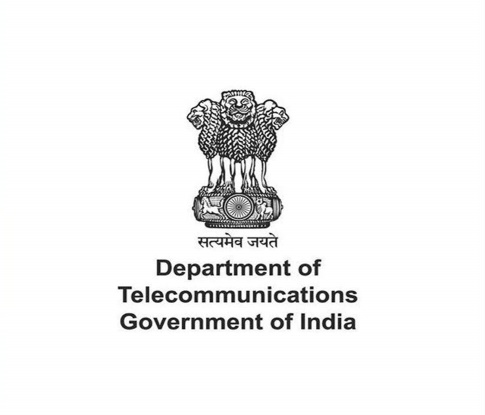 सत्यमेव जयते
Department of
Telecommunications
Government of India